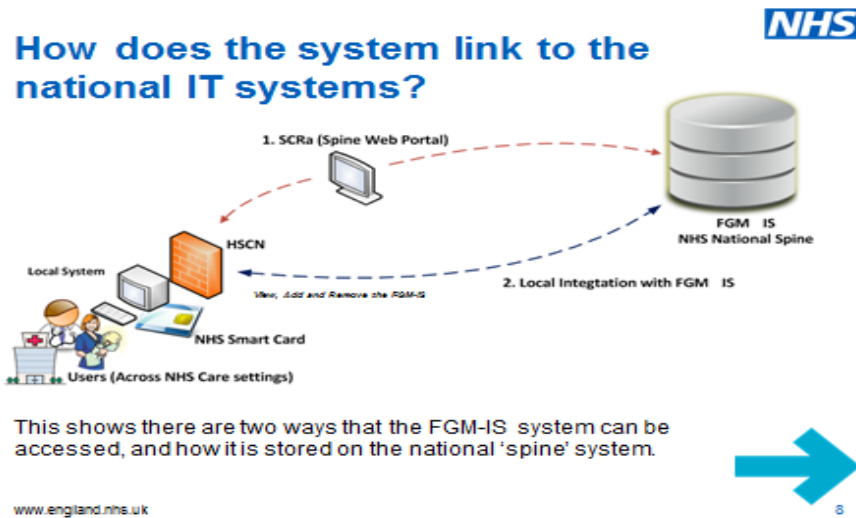 NHS
How does the system link to the
national IT systems?
1. SCRa (Spine Web Portal)
FGM IS
NHS National Spine
HSCN
Local System
2. Local Integtation with FGM IS
View, Add and Remove the FGM-IS
NHS Smart Card
Users (Across NHS Care settings)
This shows there are two ways that the FGM-IS system can be
accessed, and how it is stored on the national ‘spine’ system.
www.england.nhs.uk
8